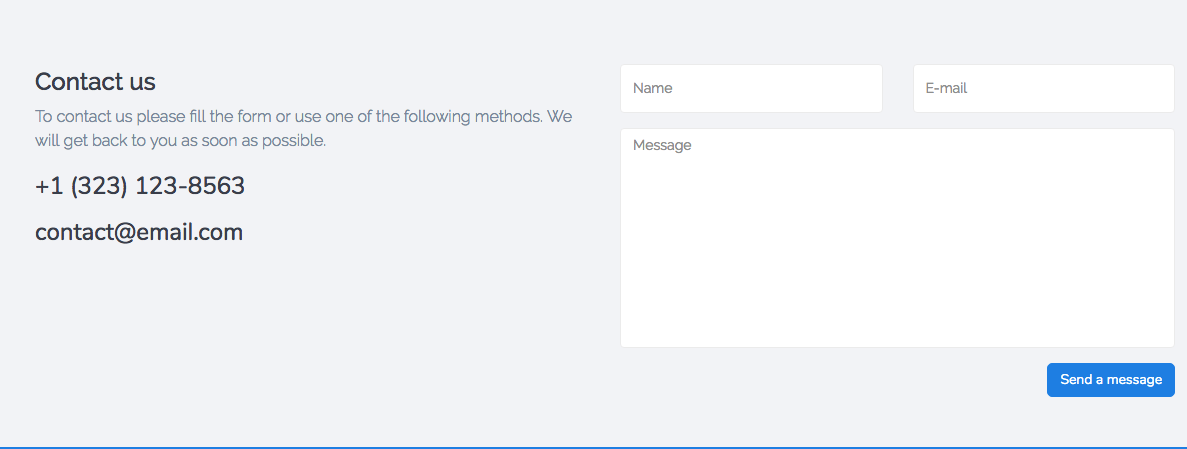 Contact us
To contact us please fill the form or use one of the following methods. We
will get back to you as soon as possible.
+1 (323) 123-8563
contact@email.com
Name
E-mail
Message
Send a message